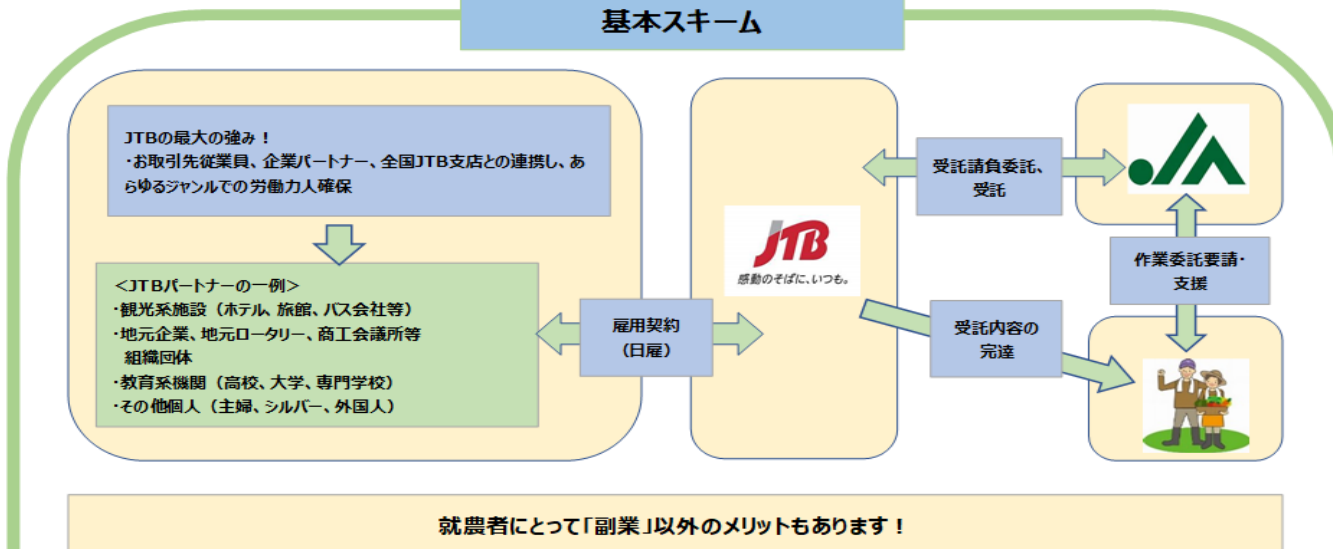 基本スキーム
JTBの最大の強み！
・お取引先従業員、企業パートナー、全国JTB支店との連携し、あ
らゆるジャンルでの労働力人確保
＜JTBパートナーの一例＞
・観光系施設（ホテル、旅館、バス会社等）
・地元企業、地元ロータリー、商工会議所等
組織団体
・教育系機関（高校、大学、専門学校）
・その他個人（主婦、シルバー、外国人）
雇用契約
（日雇）
JTB
感動のそばに、いつも。
受託請負委託、
受託
JA
作業委託要請・
支援
受託内容の
完達
就農者にとって「副業」以外のメリットもあります！